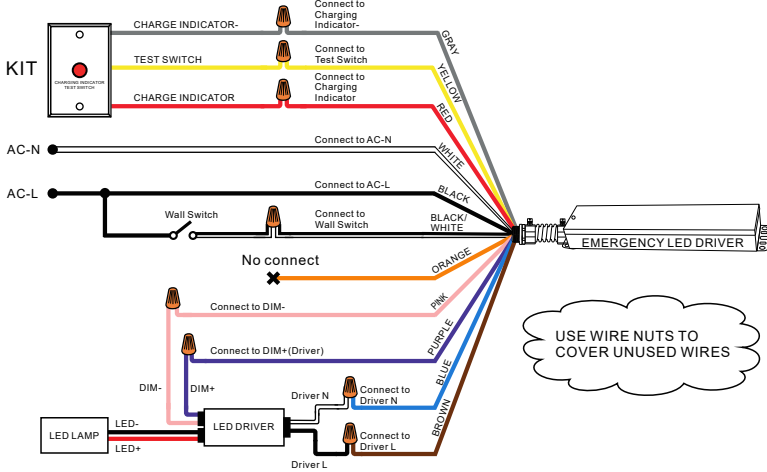 KIT
CHARGING INDICATOR
TEST SWITCH
CHARGE INDICATOR-
Connect to
Charging
Indicator-
GRAY
TEST SWITCH
Connect to
Test Switch
YELLOW
CHARGE INDICATOR
Connect to
Charging
Indicator
RED
AC-N
Connect to AC-N
WHITE
AC-L
Connect to AC-L
BLACK
Wall Switch
Connect to
Wall Switch
BLACK/
WHITE
EMERGENCY LED DRIVER
No connect
ORANGE
Connect to DIM-
PINK
Connect to DIM+(Driver)
PURPLE
USE WIRE NUTS TO
COVER UNUSED WIRES
DIM-
DIM+
Driver N
Connect to
Driver N
BLUE
LED LAMP
LED-
LED+
LED DRIVER
Driver L
Connect to
Driver L
BROWN